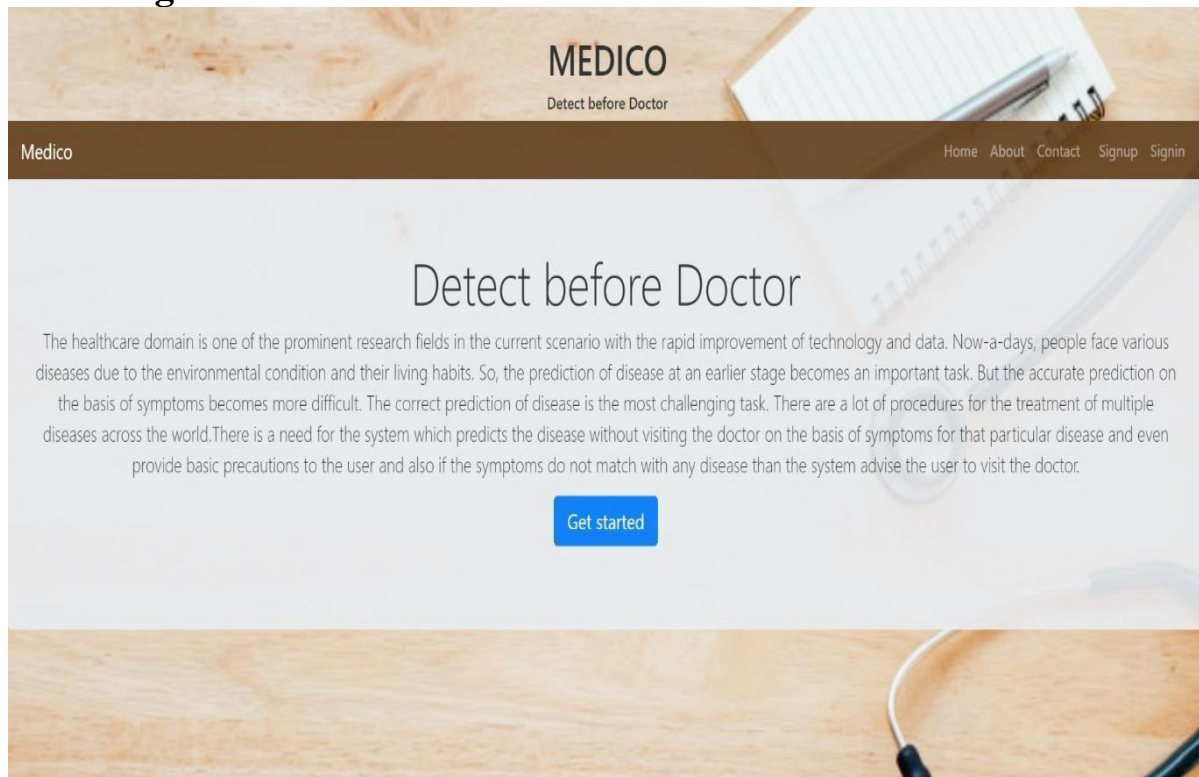 MEDICO
Detect before Doctor
Medico
Home About Contact Signup Signin
Detect before Doctor
The healthcare domain is one of the prominent research fields in the current scenario with the rapid improvement of technology and data. Now-a-days, people face various
diseases due to the environmental condition and their living habits. So, the prediction of disease at an earlier stage becomes an important task. But the accurate prediction on
the basis of symptoms becomes more difficult. The correct prediction of disease is the most challenging task. There are a lot of procedures for the treatment of multiple
diseases across the world.There is a need for the system which predicts the disease without visiting the doctor on the basis of symptoms for that particular disease and even
provide basic precautions to the user and also if the symptoms do not match with any disease than the system advise the user to visit the doctor.
Get started